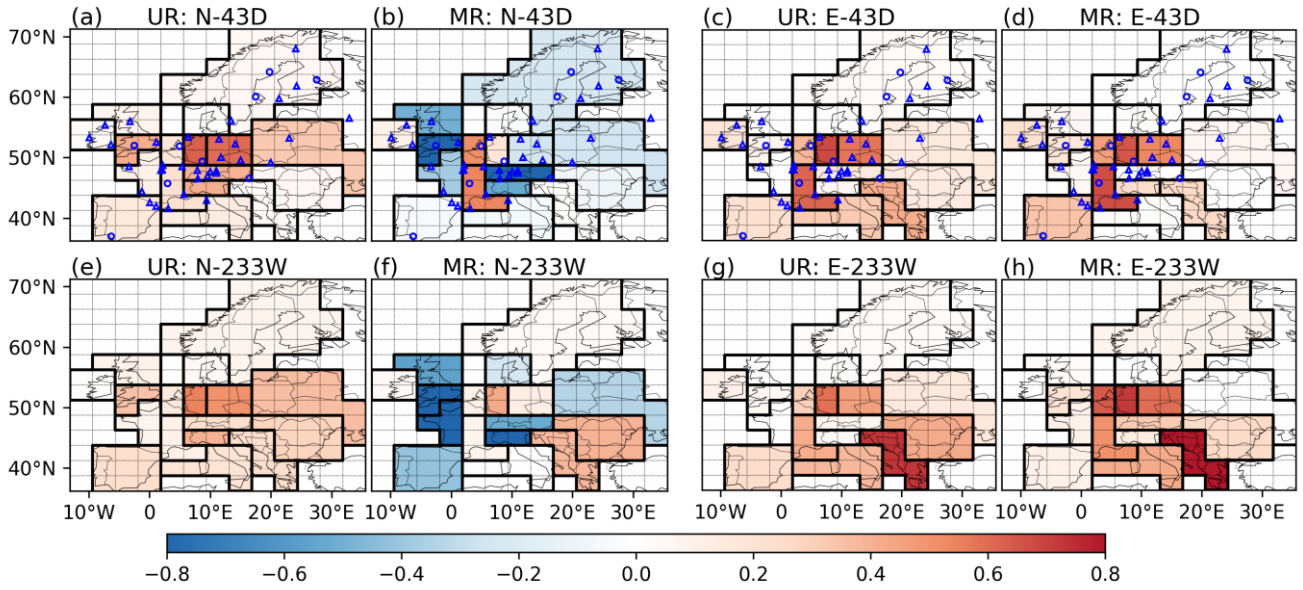 (a) UR: N-43D (b) MR: N-43D (c) UR: E-43D (d) MR: E-43D
70°N
60°N
50°N
40°N
(e) UR: N-233W (f) MR: N-233W (g) UR: E-233W (h) MR: E-233W
70°N
60°N
50°N
40°N
10°W 0 10°E 20°E 30°E 10°W 0 10°E 20°E 30°E 10°W 0 10°E 20°E 30°E 10°W 0 10°E 20°E 30°E
−0.8 −0.6 −0.4 −0.2 0.0 0.2 0.4 0.6 0.8